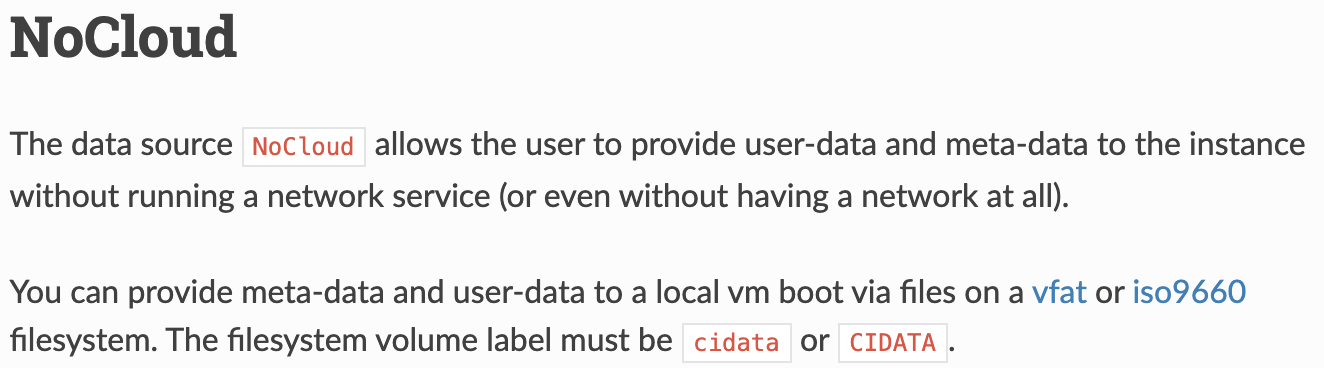 NoCloud
The data source NoCloud allows the user to provide user-data and meta-data to the instance
without running a network service (or even without having a network at all).
You can provide meta-data and user-data to a local vm boot via files on a vfat or iso9660
filesystem. The filesystem volume label must be cidata or CIDATA.